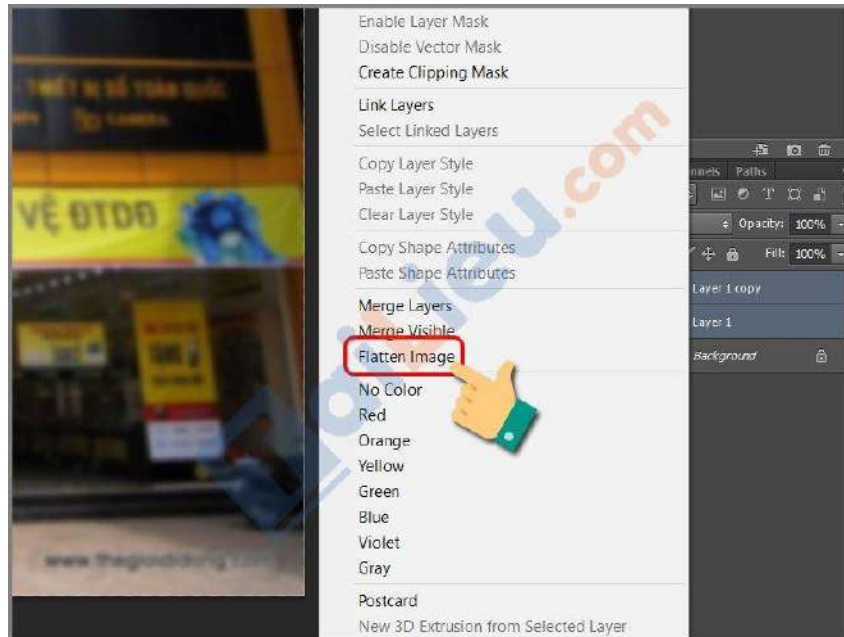 Enable Layer Mask
Disable Vector Mask
Create Clipping Mask
Link Layers
Select Linked Layers
Copy Layer Style
Paste Layer Style
Clear Layer Style
Copy Shape Attributes
Paste Shape Attributes
Merge Layers
Merge Visible
Flatten Image
No Color
Red
Orange
Yellow
Green
Blue
Violet
Gray
Postcard
New 3D Extrusion from Selected Layer
Paths
Opacity: 100%
Fill: 100%
Layer 1 copy
Layer 1
Background
VỆ ĐTDĐ
CAMERA
.com